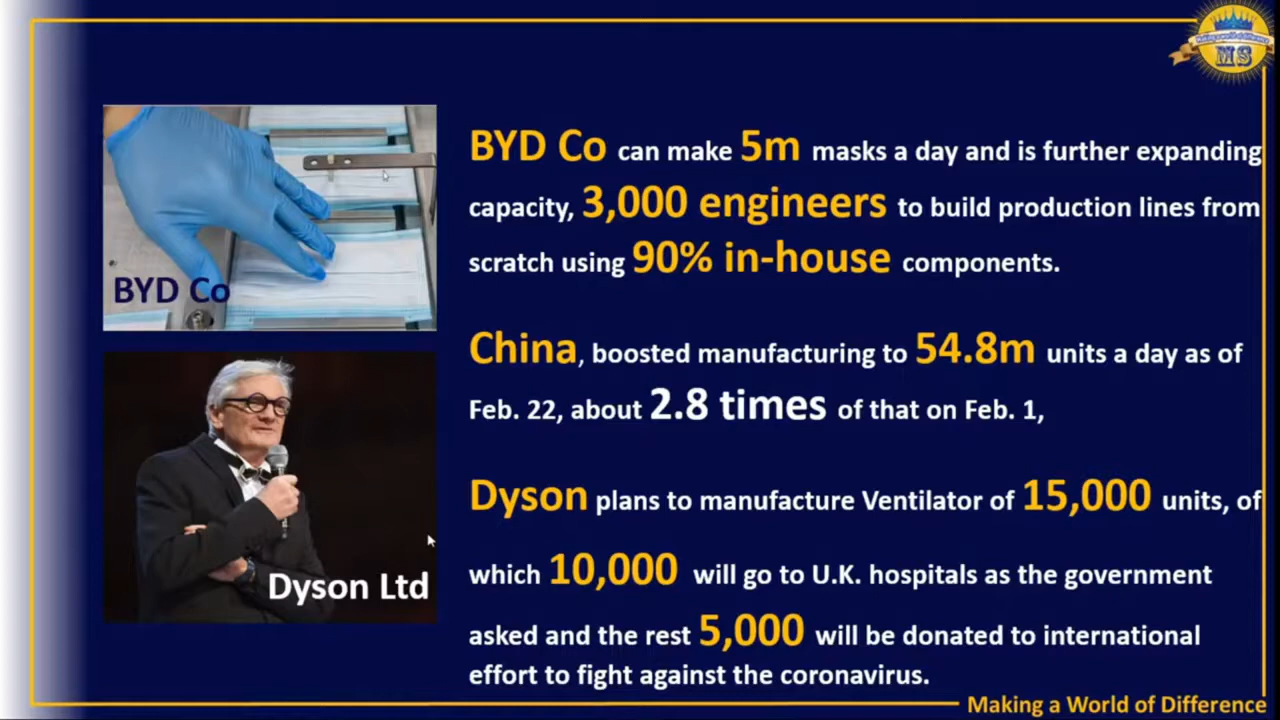 Making a world of difference
MS
BYD Co can make 5m masks a day and is further expanding
capacity, 3,000 engineers to build production lines from
scratch using 90% in-house components.
BYD Co
China, boosted manufacturing to 54.8m units a day as of
Feb. 22, about 2.8 times of that on Feb. 1,
Dyson plans to manufacture Ventilator of 15,000 units, of
which 10,000 will go to U.K. hospitals as the government
Dyson Ltd
asked and the rest 5,000 will be donated to international
effort to fight against the coronavirus.
Making a World of Difference